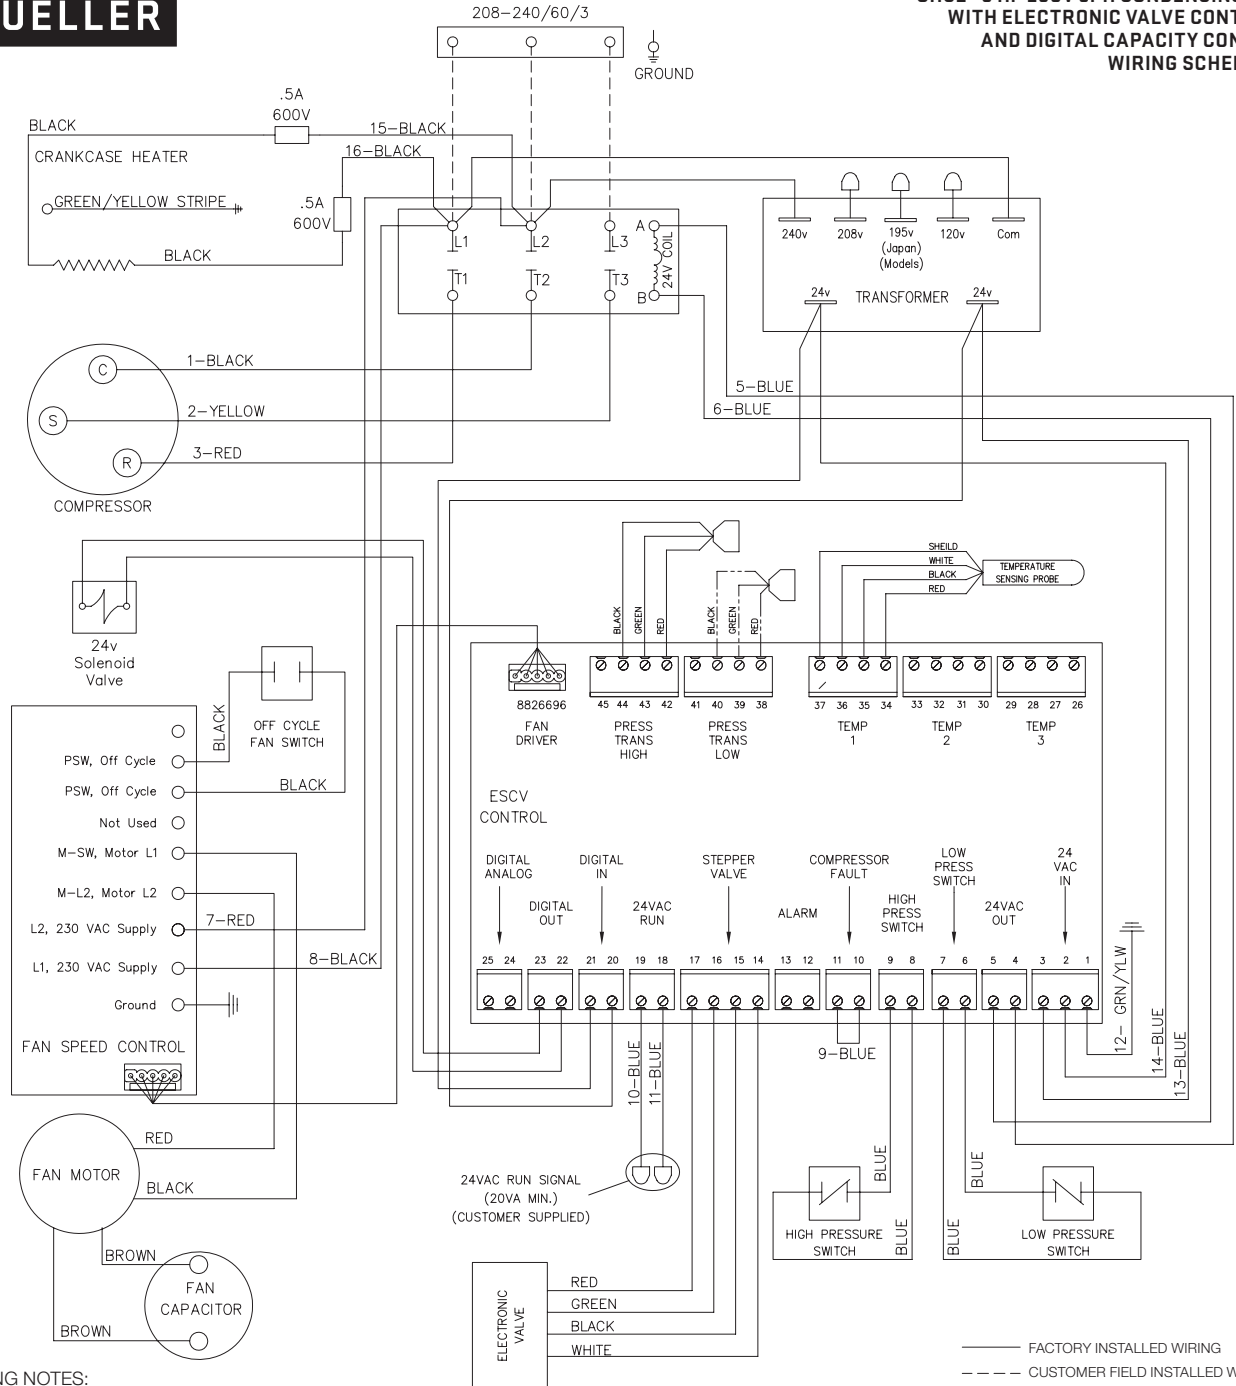 UELLER
208-240/60/3
WITH ELECTRONIC VALVE CONT
AND DIGITAL CAPACITY CON
WIRING SCHE
GROUND
.5A
600V
BLACK
15-BLACK
16-BLACK
CRANKCASE HEATER
GREEN/YELLOW STRIPE
.5A
600V
BLACK
L1
L2
L3
A
24V COIL
T1
T2
T3
B
240v
208v
195v
(Japan)
(Models)
120v
Com
24v
TRANSFORMER
24v
C
1-BLACK
S
2-YELLOW
R
3-RED
COMPRESSOR
5-BLUE
6-BLUE
24v
Solenoid
Valve
BLACK
GREEN
RED
BLACK
GREEN
RED
SHEILD
WHITE
BLACK
RED
TEMPERATURE
SENSING PROBE
BLACK
OFF CYCLE
FAN SWITCH
BLACK
8826696
FAN
DRIVER
45 44 43 42
PRESS
TRANS
HIGH
41 40 39 38
PRESS
TRANS
LOW
37 36 35 34
TEMP
1
33 32 31 30
TEMP
2
29 28 27 26
TEMP
3
PSW, Off Cycle
PSW, Off Cycle
Not Used
M-SW, Motor L1
M-L2, Motor L2
L2, 230 VAC Supply
7-RED
L1, 230 VAC Supply
8-BLACK
Ground
FAN SPEED CONTROL
ESCV
CONTROL
DIGITAL
ANALOG
DIGITAL
OUT
DIGITAL
IN
24VAC
RUN
STEPPER
VALVE
ALARM
COMPRESSOR
FAULT
HIGH
PRESS
SWITCH
LOW
PRESS
SWITCH
24VAC
OUT
24
VAC
IN
25 24 23 22 21 20 19 18 17 16 15 14 13 12 11 10 9 8 7 6 5 4 3 2 1
10-BLUE
11-BLUE
9-BLUE
12- GRN/YLW
14-BLUE
13-BLUE
FAN MOTOR
RED
BLACK
BROWN
FAN
CAPACITOR
BROWN
24VAC RUN SIGNAL
(20VA MIN.)
(CUSTOMER SUPPLIED)
BLUE
HIGH PRESSURE
SWITCH
BLUE
BLUE
BLUE
LOW PRESSURE
SWITCH
ELECTRONIC
VALVE
RED
GREEN
BLACK
WHITE
FACTORY INSTALLED WIRING
CUSTOMER FIELD INSTALLED W
NG NOTES: